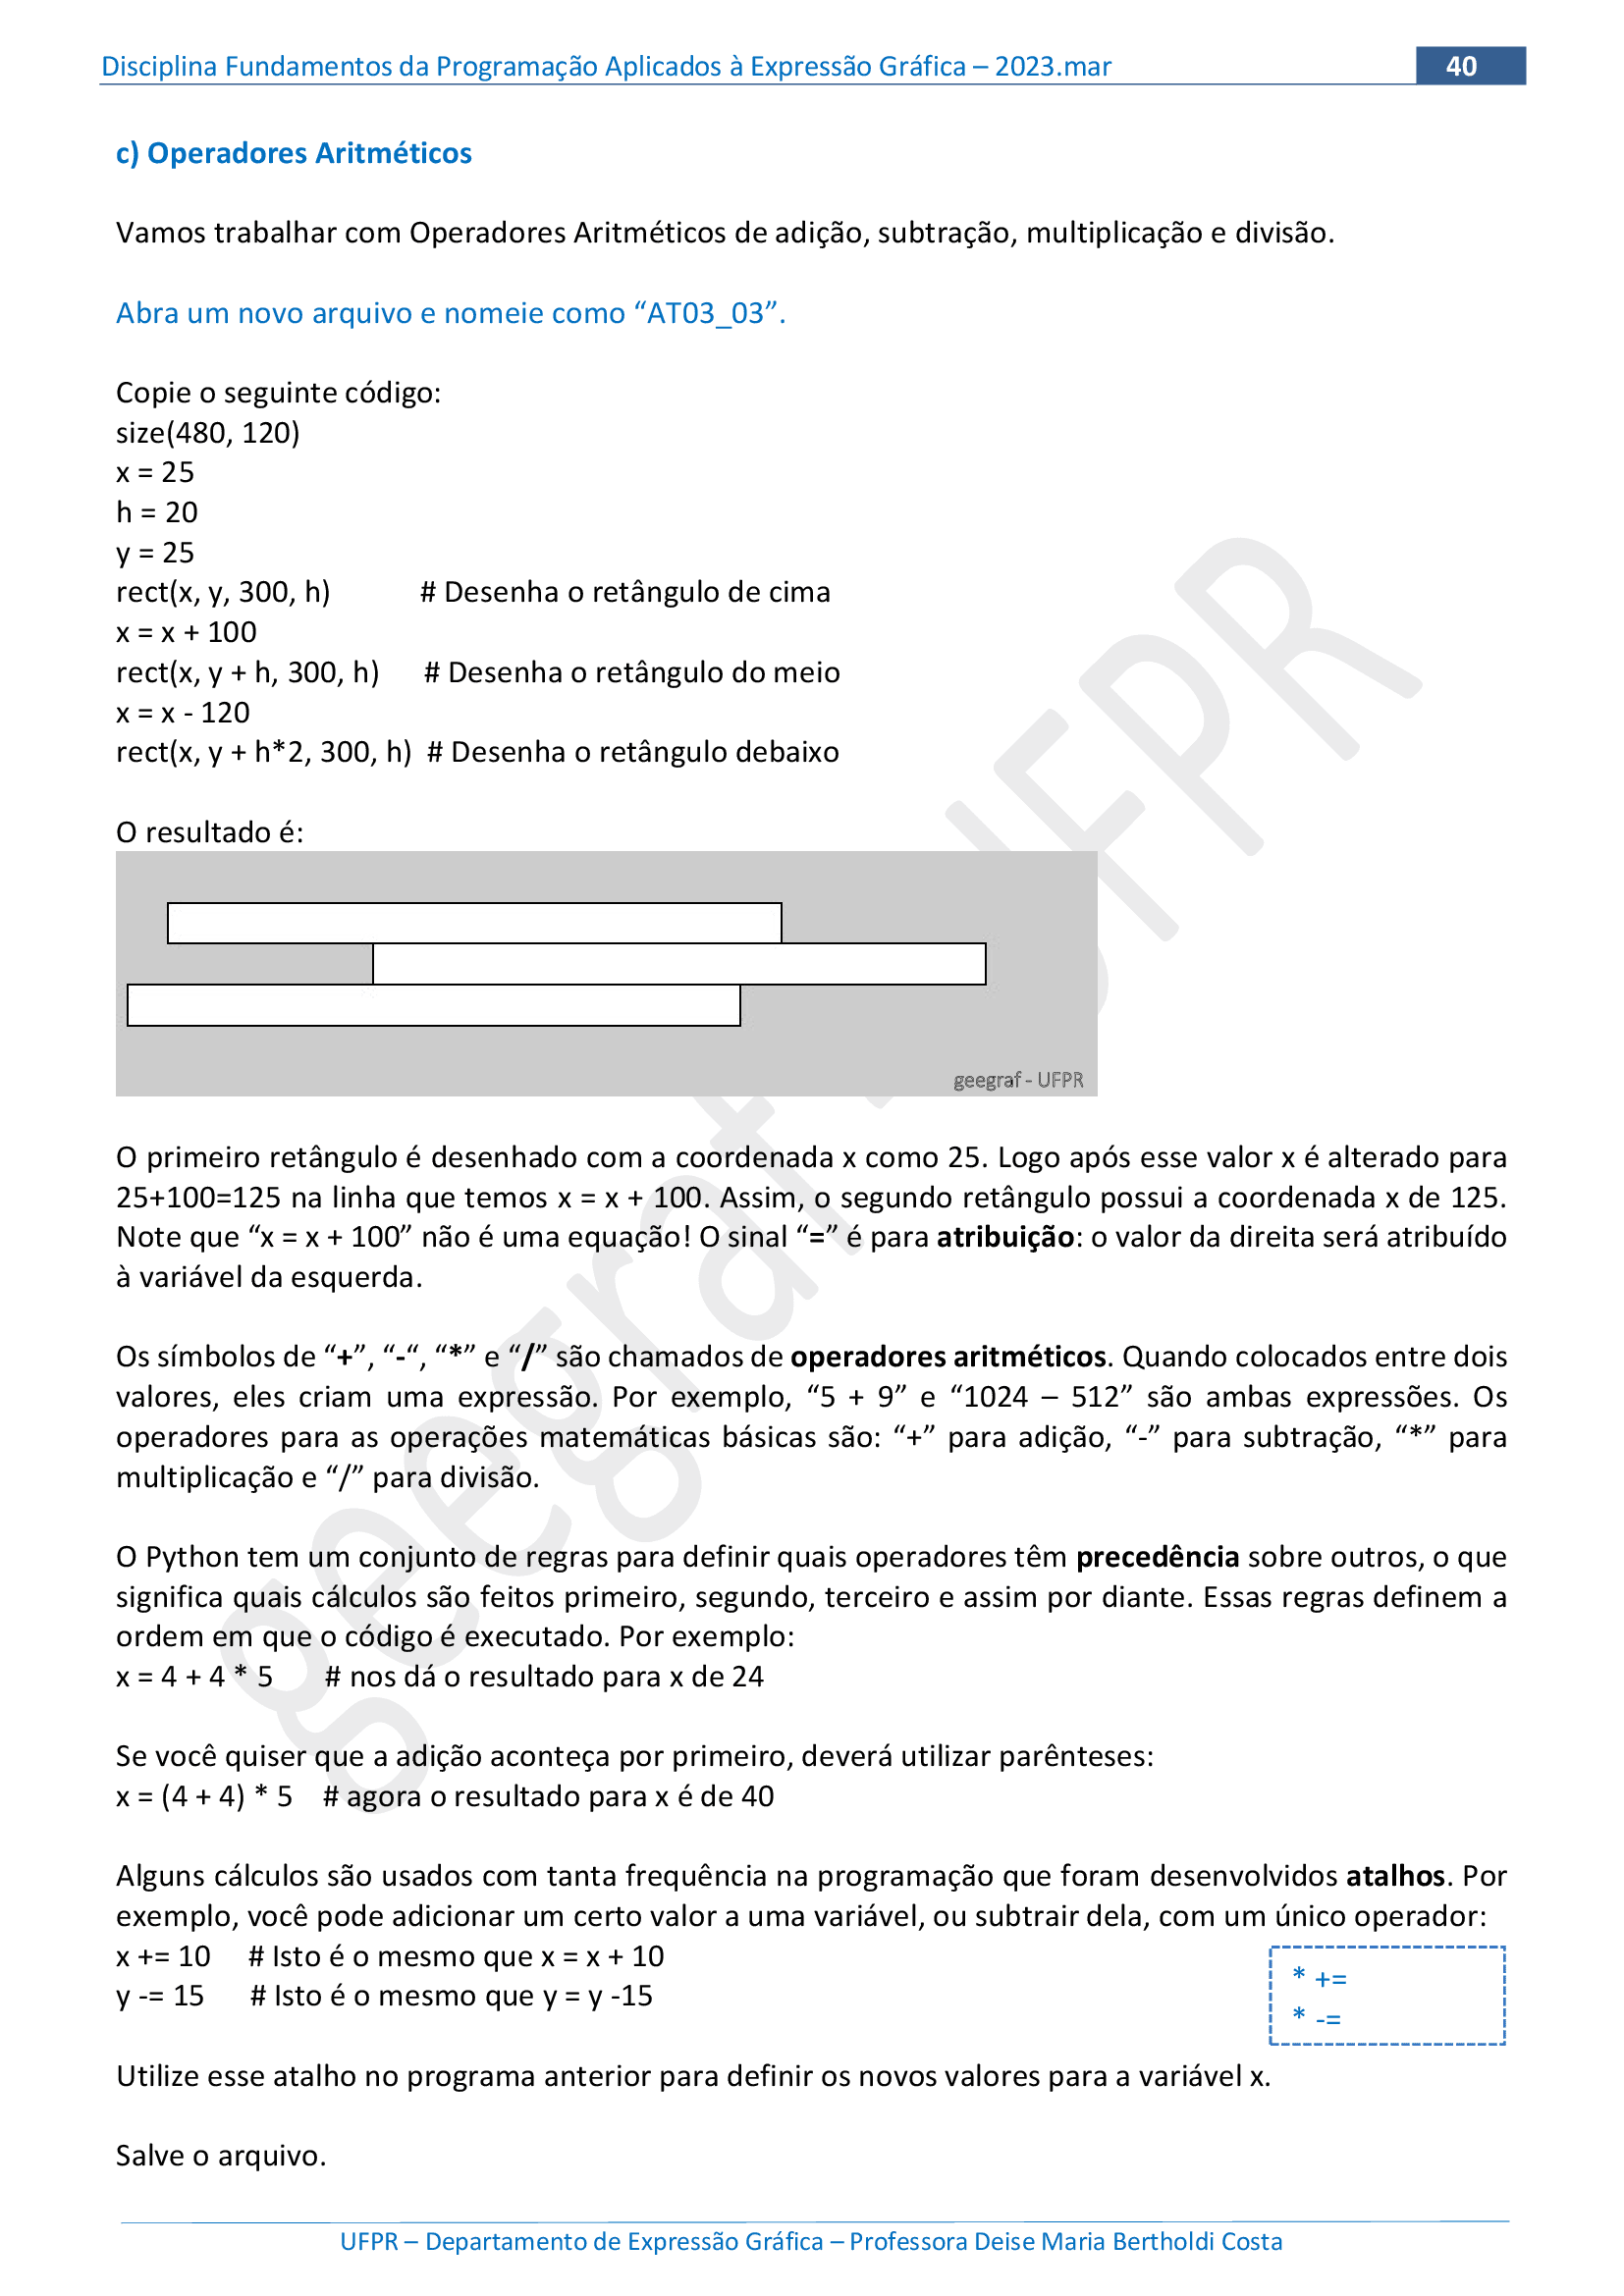 Disciplina Fundamentos da Programação Aplicados à Expressão Gráfica – 2023.mar 40
c) Operadores Aritméticos
Vamos trabalhar com Operadores Aritméticos de adição, subtração, multiplicação e divisão.
Abra um novo arquivo e nomeie como “AT03_03”.
Copie o seguinte código:
size(480, 120)
x = 25
h = 20
y = 25
rect(x, y, 300, h) # Desenha o retângulo de cima
x = x + 100
rect(x, y + h, 300, h) # Desenha o retângulo do meio
x = x - 120
rect(x, y + h*2, 300, h) # Desenha o retângulo debaixo
O resultado é:
geegraf - UFPR
O primeiro retângulo é desenhado com a coordenada x como 25. Logo após esse valor x é alterado para
25+100=125 na linha que temos x = x + 100. Assim, o segundo retângulo possui a coordenada x de 125.
Note que “x = x + 100” não é uma equação! O sinal “=” é para atribuição: o valor da direita será atribuído
à variável da esquerda.
Os símbolos de “+”, “-“, “*” e “/” são chamados de operadores aritméticos. Quando colocados entre dois
valores, eles criam uma expressão. Por exemplo, “5 + 9” e “1024 – 512” são ambas expressões. Os
operadores para as operações matemáticas básicas são: “+” para adição, “-” para subtração, “*” para
multiplicação e “/” para divisão.
O Python tem um conjunto de regras para definir quais operadores têm precedência sobre outros, o que
significa quais cálculos são feitos primeiro, segundo, terceiro e assim por diante. Essas regras definem a
ordem em que o código é executado. Por exemplo:
x = 4 + 4 * 5 # nos dá o resultado para x de 24
Se você quiser que a adição aconteça por primeiro, deverá utilizar parênteses:
x = (4 + 4) * 5 # agora o resultado para x é de 40
Alguns cálculos são usados com tanta frequência na programação que foram desenvolvidos atalhos. Por
exemplo, você pode adicionar um certo valor a uma variável, ou subtrair dela, com um único operador:
x += 10 # Isto é o mesmo que x = x + 10
y -= 15 # Isto é o mesmo que y = y -15
* +=
* -=
Utilize esse atalho no programa anterior para definir os novos valores para a variável x.
Salve o arquivo.
UFPR – Departamento de Expressão Gráfica – Professora Deise Maria Bertholdi Costa
geegraf - UFPR